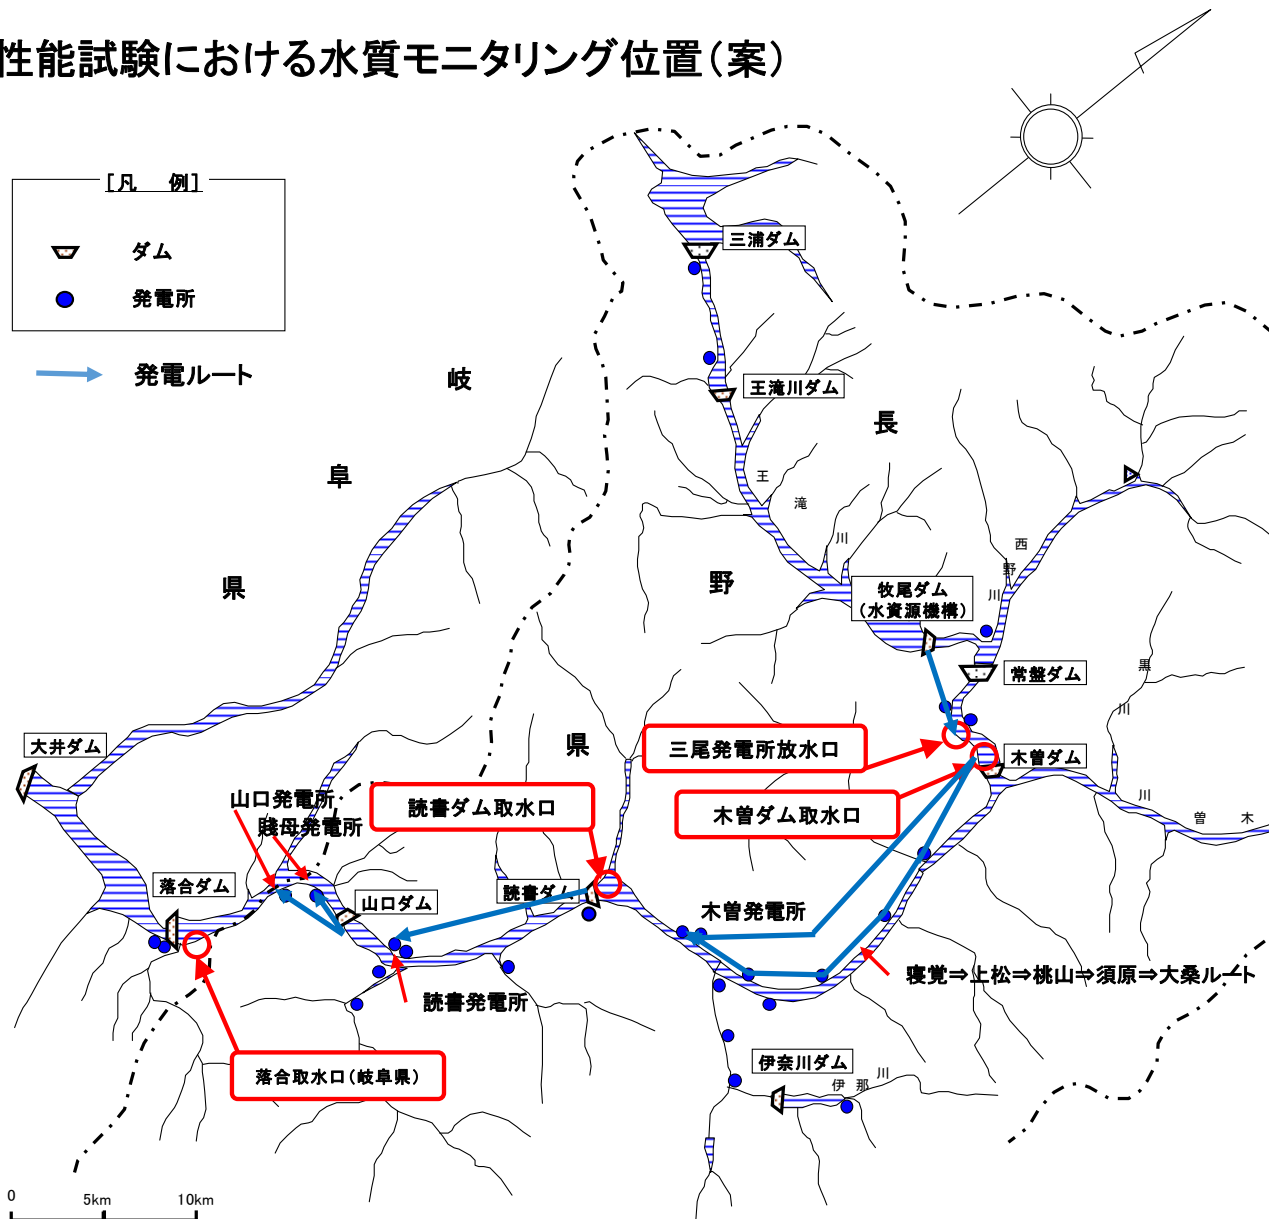 性能試験における水質モニタリング位置(案)
[凡　例]
ダム
発電所
発電ルート
岐
阜
県
長
野
県
三浦ダム
王滝川ダム
王
滝
川
牧尾ダム
(水資源機構)
西
野
川
常盤ダム
黒
川
三尾発電所放水口
木曽ダム
木曽ダム取水口
川
曽
木
大井ダム
山口発電所
賤母発電所
読書ダム取水口
落合ダム
山口ダム
読書ダム
木曽発電所
寝覚⇒上松⇒桃山⇒須原⇒大桑ルート
読書発電所
落合取水口(岐阜県)
伊奈川ダム
伊 那 川
0 5km 10km